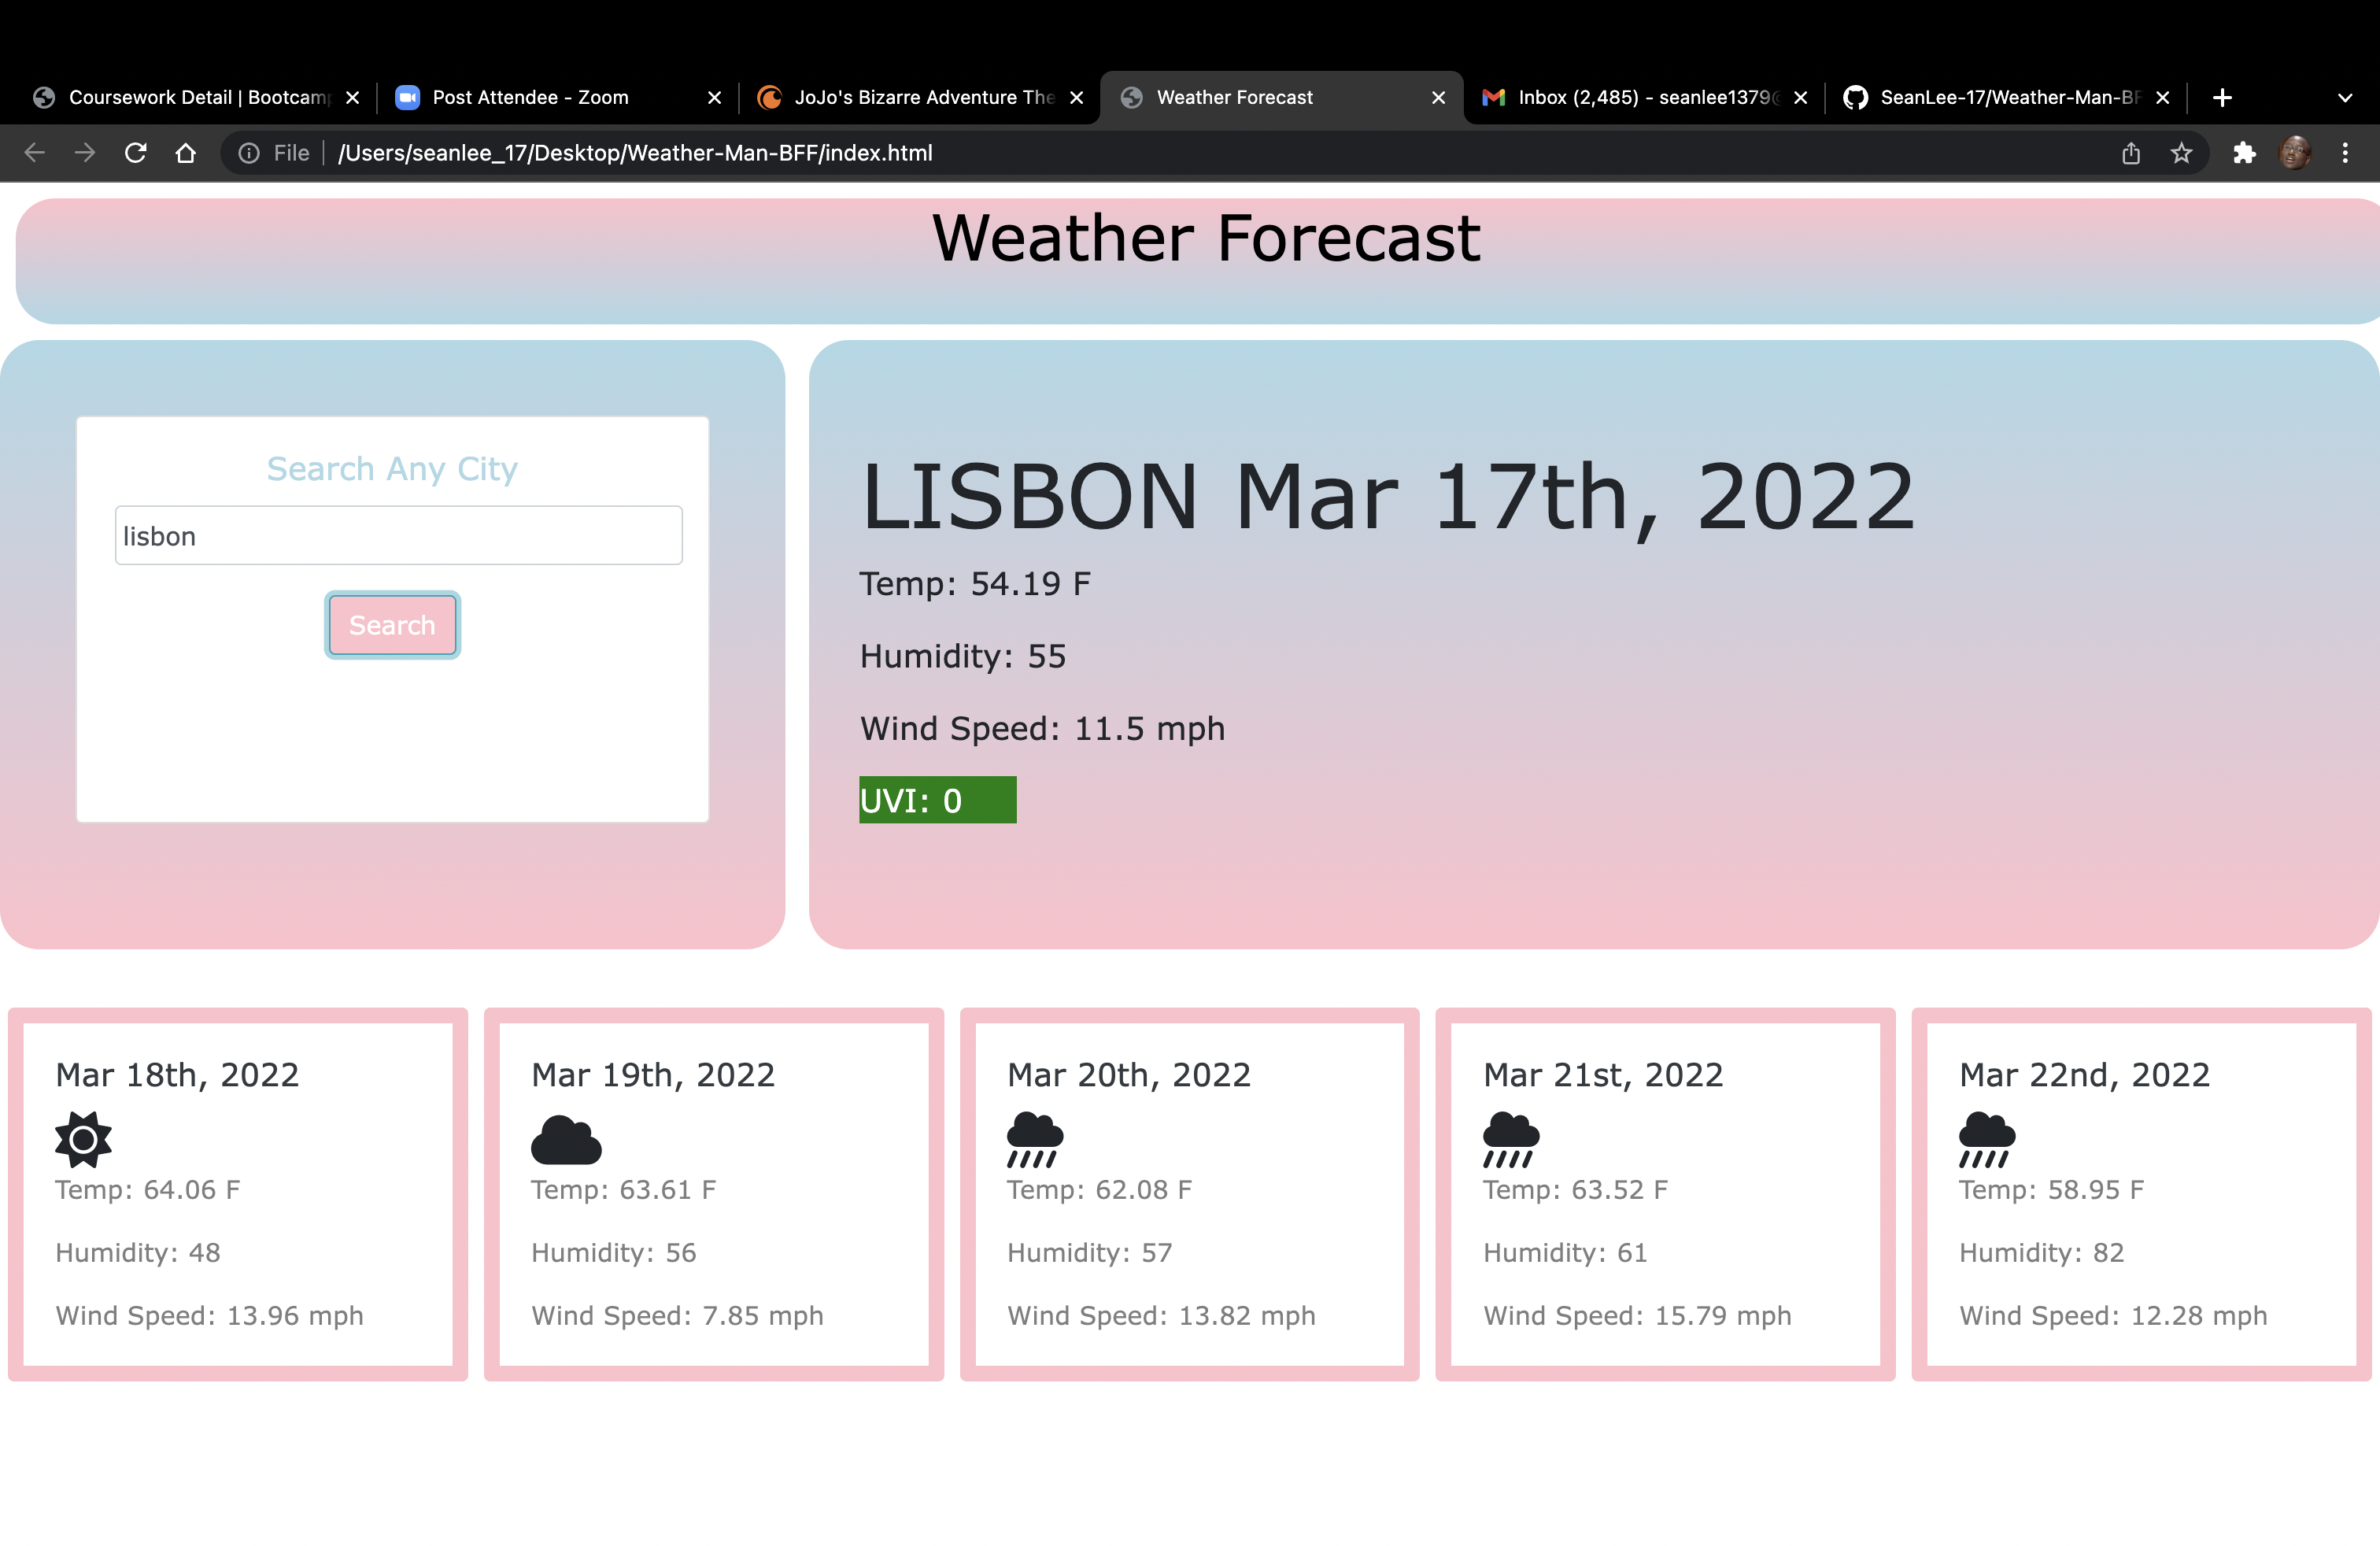 Coursework Detail | Bootcamp
Post Attendee - Zoom
JoJo's Bizarre Adventure The
Weather Forecast
Inbox (2,485) - seanlee1379@
SeanLee-17/Weather-Man-BF
File
/Users/seanlee_17/Desktop/Weather-Man-BFF/index.html
Weather Forecast
Search Any City
lisbon
Search
LISBON Mar 17th, 2022
Temp: 54.19 F
Humidity: 55
Wind Speed: 11.5 mph
UVI: 0
Mar 18th, 2022
Temp: 64.06 F
Humidity: 48
Wind Speed: 13.96 mph
Mar 19th, 2022
Temp: 63.61 F
Humidity: 56
Wind Speed: 7.85 mph
Mar 20th, 2022
Temp: 62.08 F
Humidity: 57
Wind Speed: 13.82 mph
Mar 21st, 2022
Temp: 63.52 F
Humidity: 61
Wind Speed: 15.79 mph
Mar 22nd, 2022
Temp: 58.95 F
Humidity: 82
Wind Speed: 12.28 mph